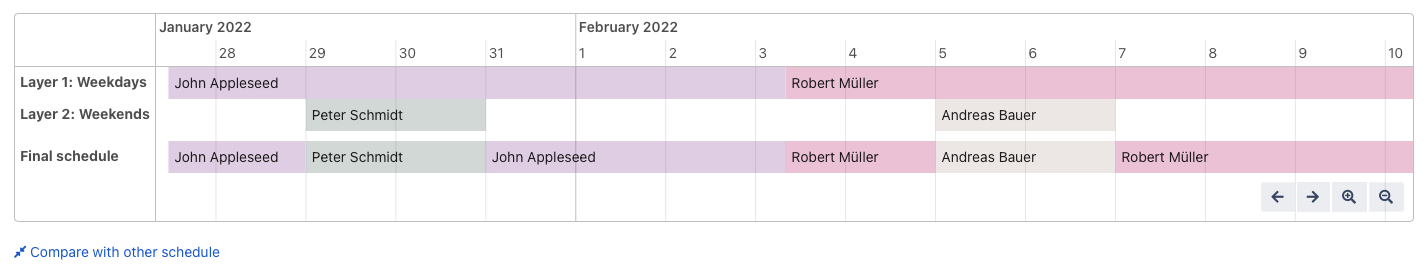 January 2022 February 2022
28 29 30 31 1 2 3 4 5 6 7 8 9 10
Layer 1: Weekdays John Appleseed Robert Müller
Layer 2: Weekends Peter Schmidt Andreas Bauer
Final schedule John Appleseed Peter Schmidt John Appleseed Robert Müller Andreas Bauer Robert Müller
Compare with other schedule